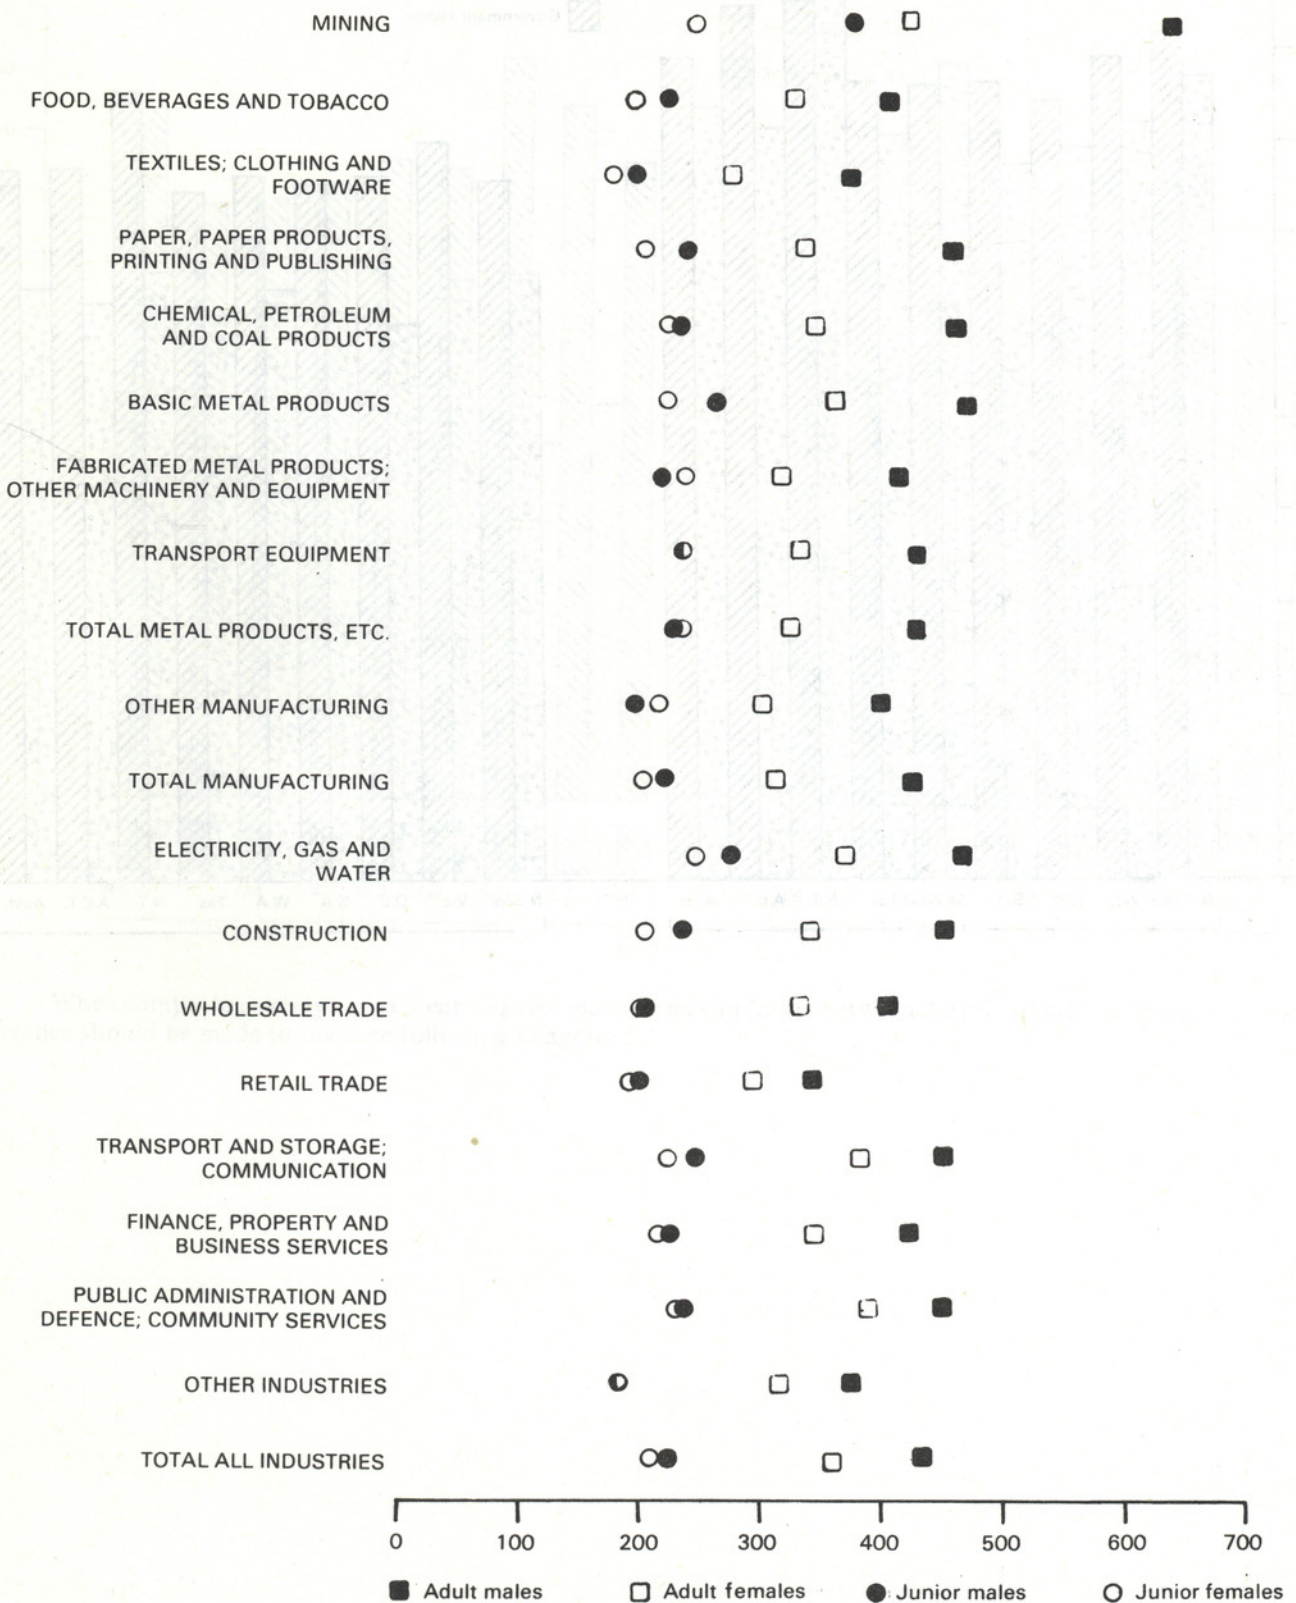 MINING
FOOD, BEVERAGES AND TOBACCO
TEXTILES; CLOTHING AND
FOOTWARE
PAPER, PAPER PRODUCTS,
PRINTING AND PUBLISHING
CHEMICAL, PETROLEUM
AND COAL PRODUCTS
BASIC METAL PRODUCTS
FABRICATED METAL PRODUCTS;
OTHER MACHINERY AND EQUIPMENT
TRANSPORT EQUIPMENT
TOTAL METAL PRODUCTS, ETC.
OTHER MANUFACTURING
TOTAL MANUFACTURING
ELECTRICITY, GAS AND
WATER
CONSTRUCTION
WHOLESALE TRADE
RETAIL TRADE
TRANSPORT AND STORAGE;
COMMUNICATION
FINANCE, PROPERTY AND
BUSINESS SERVICES
PUBLIC ADMINISTRATION AND
DEFENCE; COMMUNITY SERVICES
OTHER INDUSTRIES
TOTAL ALL INDUSTRIES
0 100 200 300 400 500 600 700
Adult males Adult females Junior males Junior females